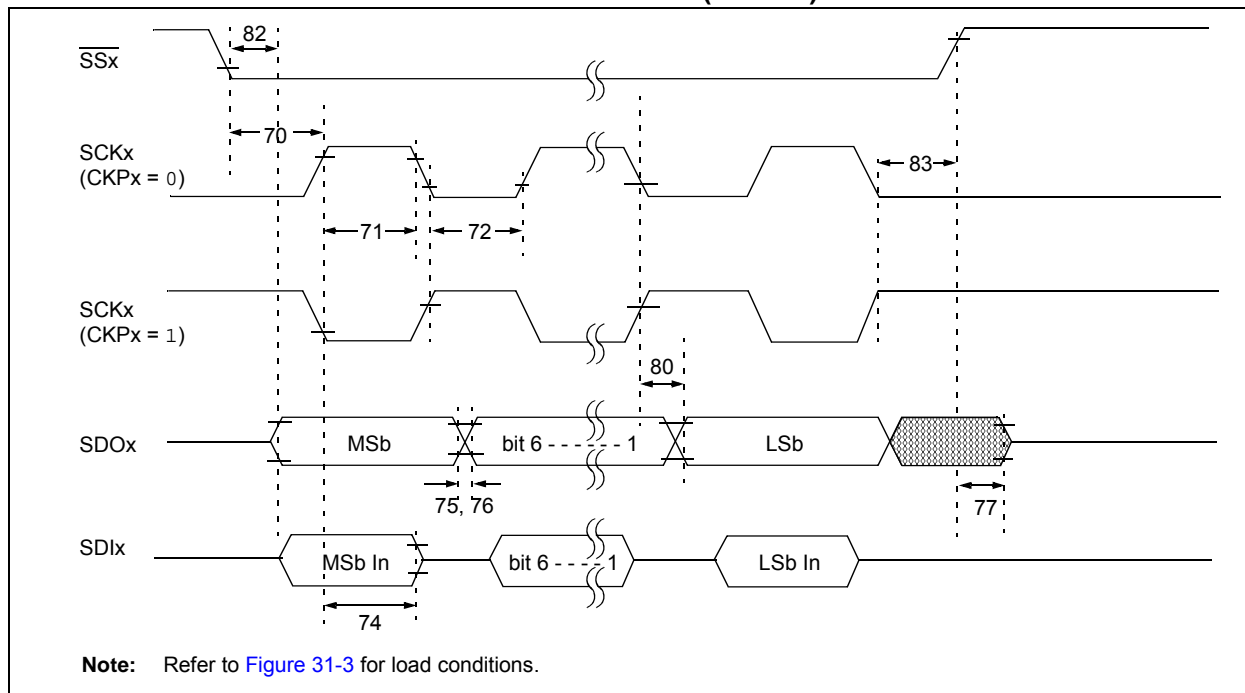 82
SSx
70
SCKx
(CKPx = 0)
83
71
72
SCKx
(CKPx = 1)
80
SDOx
MSb
bit 6 - - - - - - 1
LSb
75, 76
77
SDIx
MSb In
bit 6 - - - - 1
LSb In
74
Note: Refer to Figure 31-3 for load conditions.